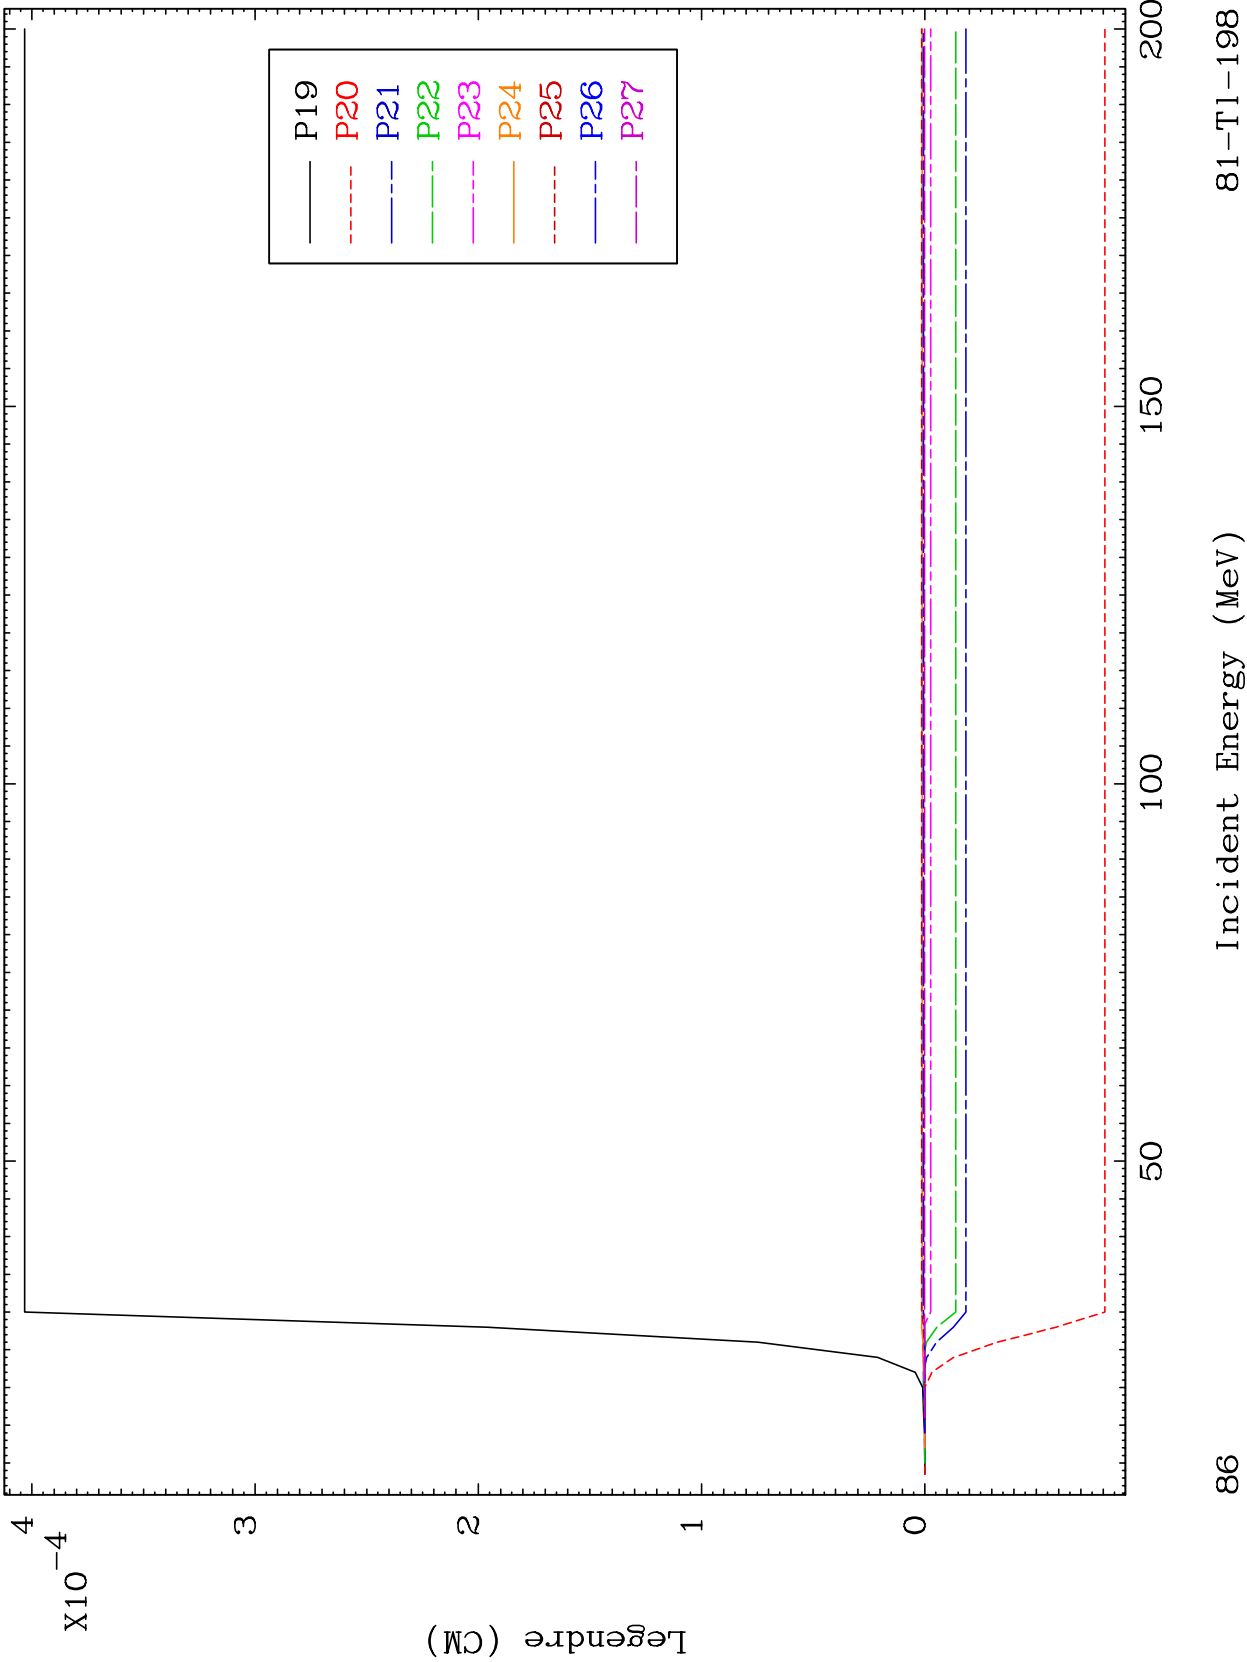 4
3
2
1
0
X10-4
Legendre (CM)
P19
P20
P21
P22
P23
P24
P25
P26
P27
50
100
150
200
Incident Energy (MeV)
86
81-Tl-198